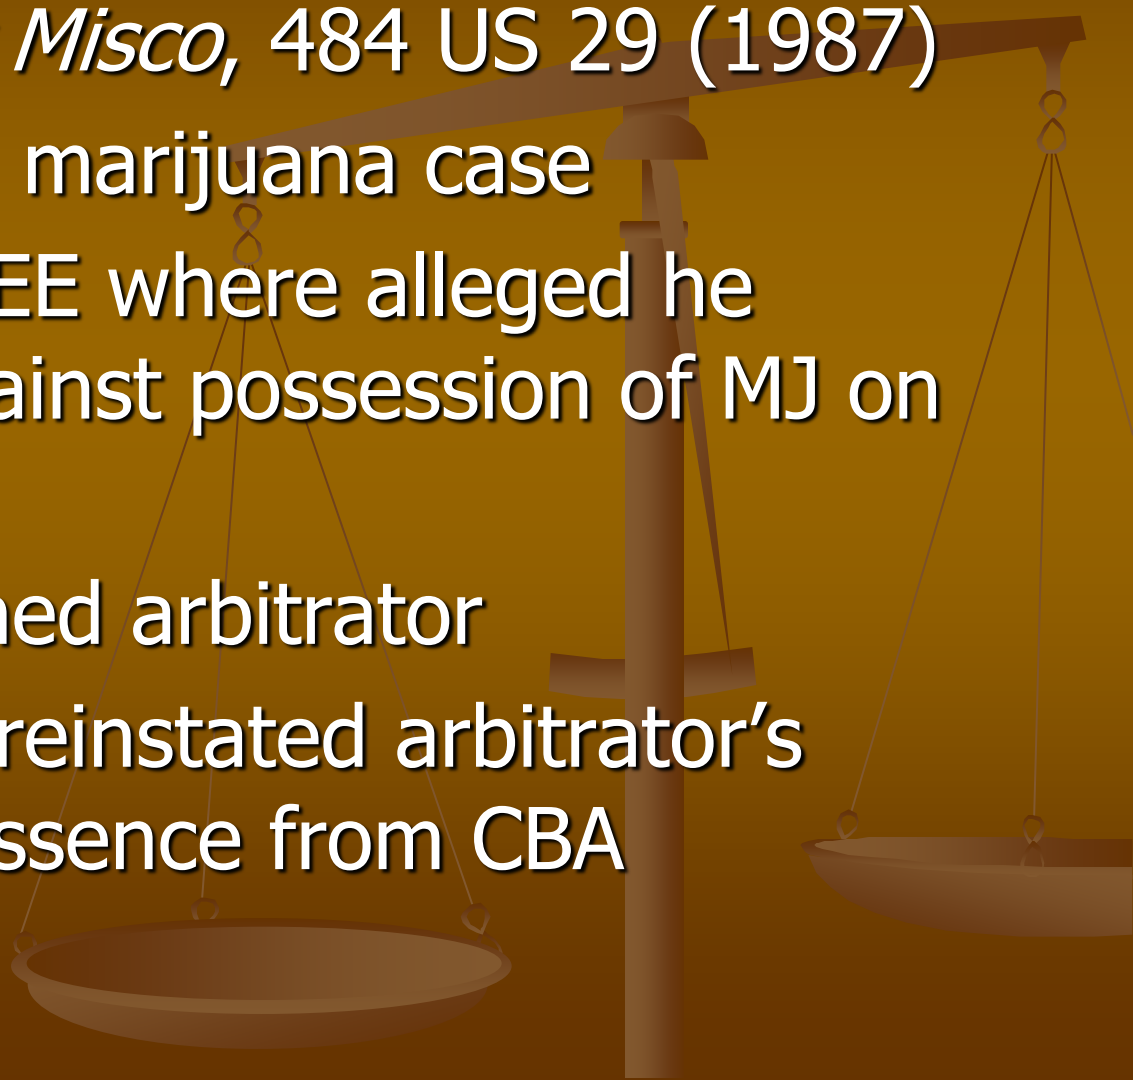 Misco, 484 US 29 (1987)
marijuana case
EE where alleged he
ainst possession of MJ on
ned arbitrator
reinstated arbitrator’s
ssence from CBA